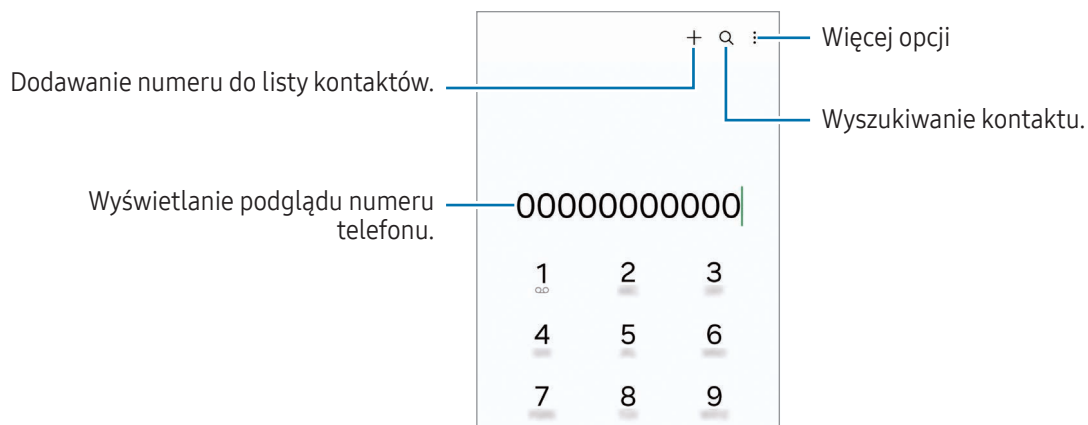 Więcej opcji
Dodawanie numeru do listy kontaktów.
Wyszukiwanie kontaktu.
Wyświetlanie podglądu numeru
telefonu.
00000000000
1 2 3
4 5 6
7 8 9